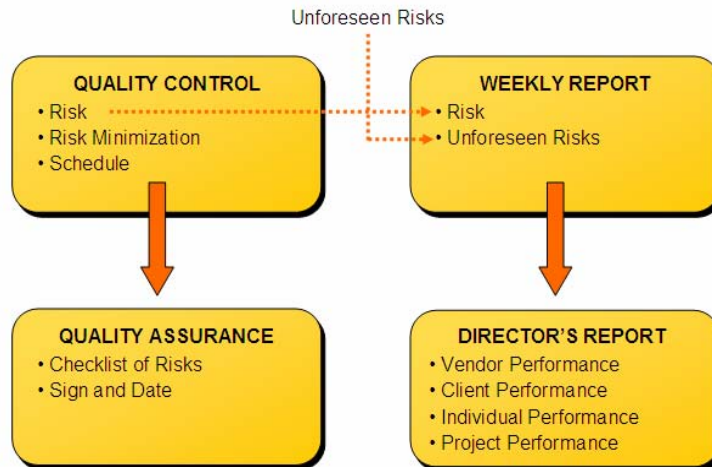 Unforeseen Risks
QUALITY CONTROL
• Risk
• Risk Minimization
• Schedule
WEEKLY REPORT
• Risk
• Unforeseen Risks
QUALITY ASSURANCE
• Checklist of Risks
• Sign and Date
DIRECTOR'S REPORT
• Vendor Performance
• Client Performance
• Individual Performance
• Project Performance